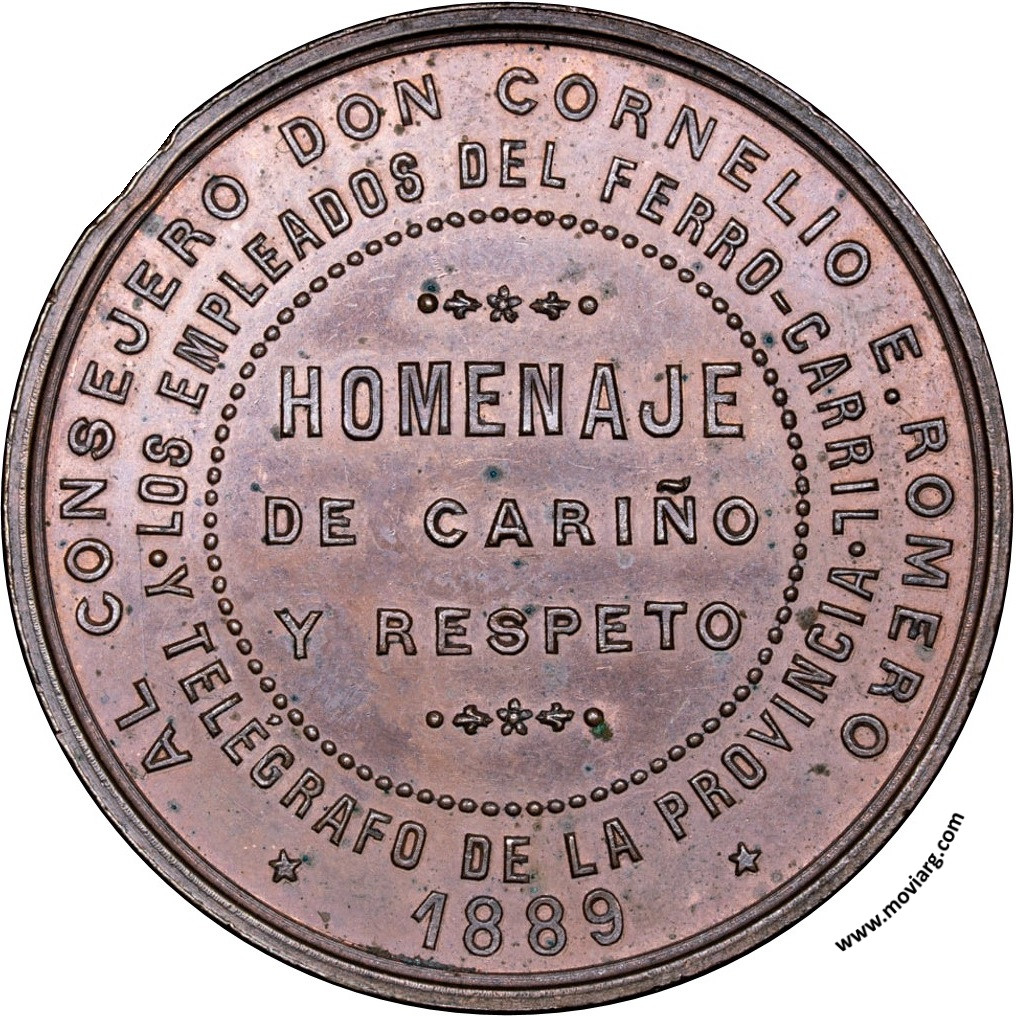 AL CONSEJERO DON CORNELIO E. ROMERO
·LOS EMPLEADOS DEL FERRO-CARRIL·
Y TELÉGRAFO DE LA PROVINCIA
HOMENAJE
DE CARIÑO
Y RESPETO
1889
www.moviarg.com